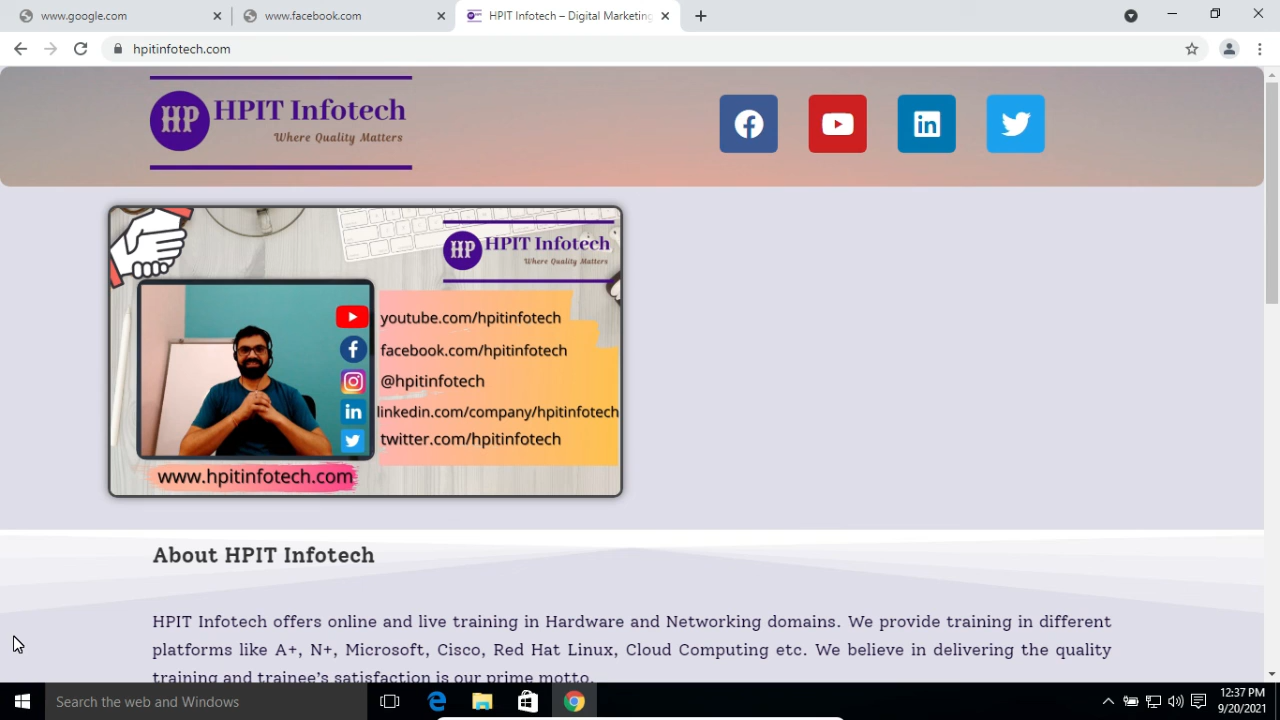 www.google.com
www.facebook.com
HPIT Infotech – Digital Marketing
hpitinfotech.com
HP
HPIT Infotech
Where Quality Matters
HP
HPIT Infotech
Where Quality Matters
youtube.com/hpitinfotech
facebook.com/hpitinfotech
@hpitinfotech
linkedin.com/company/hpitinfotech
twitter.com/hpitinfotech
www.hpitinfotech.com
About HPIT Infotech
HPIT Infotech offers online and live training in Hardware and Networking domains. We provide training in different
platforms like A+, N+, Microsoft, Cisco, Red Hat Linux, Cloud Computing etc. We believe in delivering the quality
training and trainee's satisfaction is our prime motto.
Search the web and Windows
12:37 PM
9/20/2021